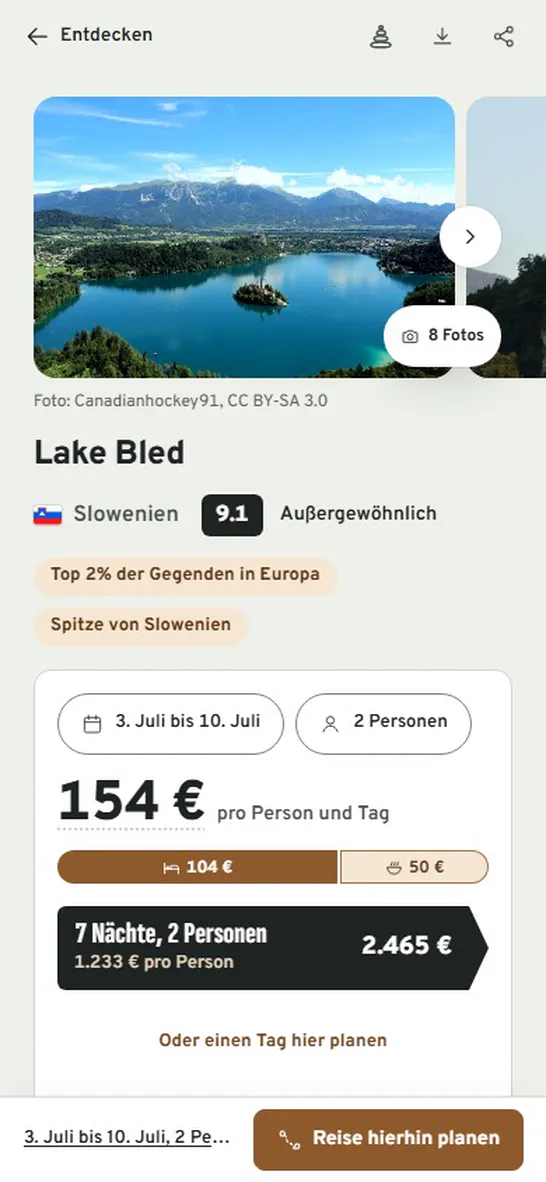 Entdecken
8 Fotos
Foto: Canadianhockey91, CC BY-SA 3.0
Lake Bled
Slowenien 9.1 Außergewöhnlich
Top 2% der Gegenden in Europa
Spitze von Slowenien
3. Juli bis 10. Juli 2 Personen
154 € pro Person und Tag
104 € 50 €
7 Nächte, 2 Personen 2.465 €
1.233 € pro Person
Oder einen Tag hier planen
3. Juli bis 10. Juli, 2 Pe... Reise hierhin planen